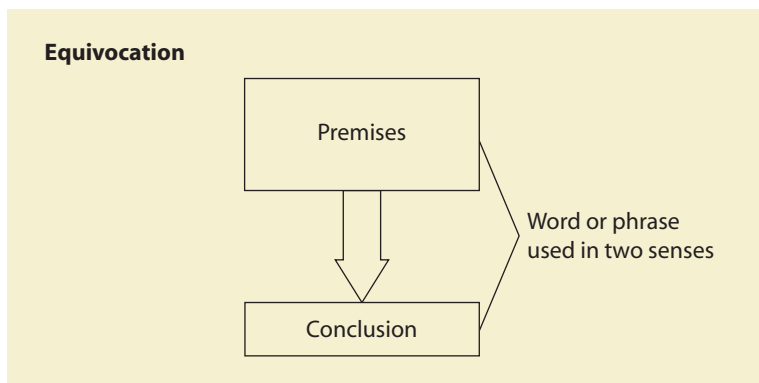 Equivocation
Premises
Word or phrase
used in two senses
Conclusion